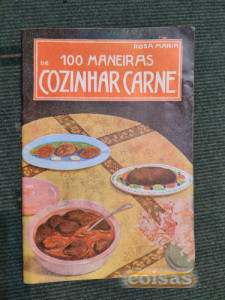 ROSA MARIA
100 MANEIRAS
DE
COZINHAR CARNE
coisas